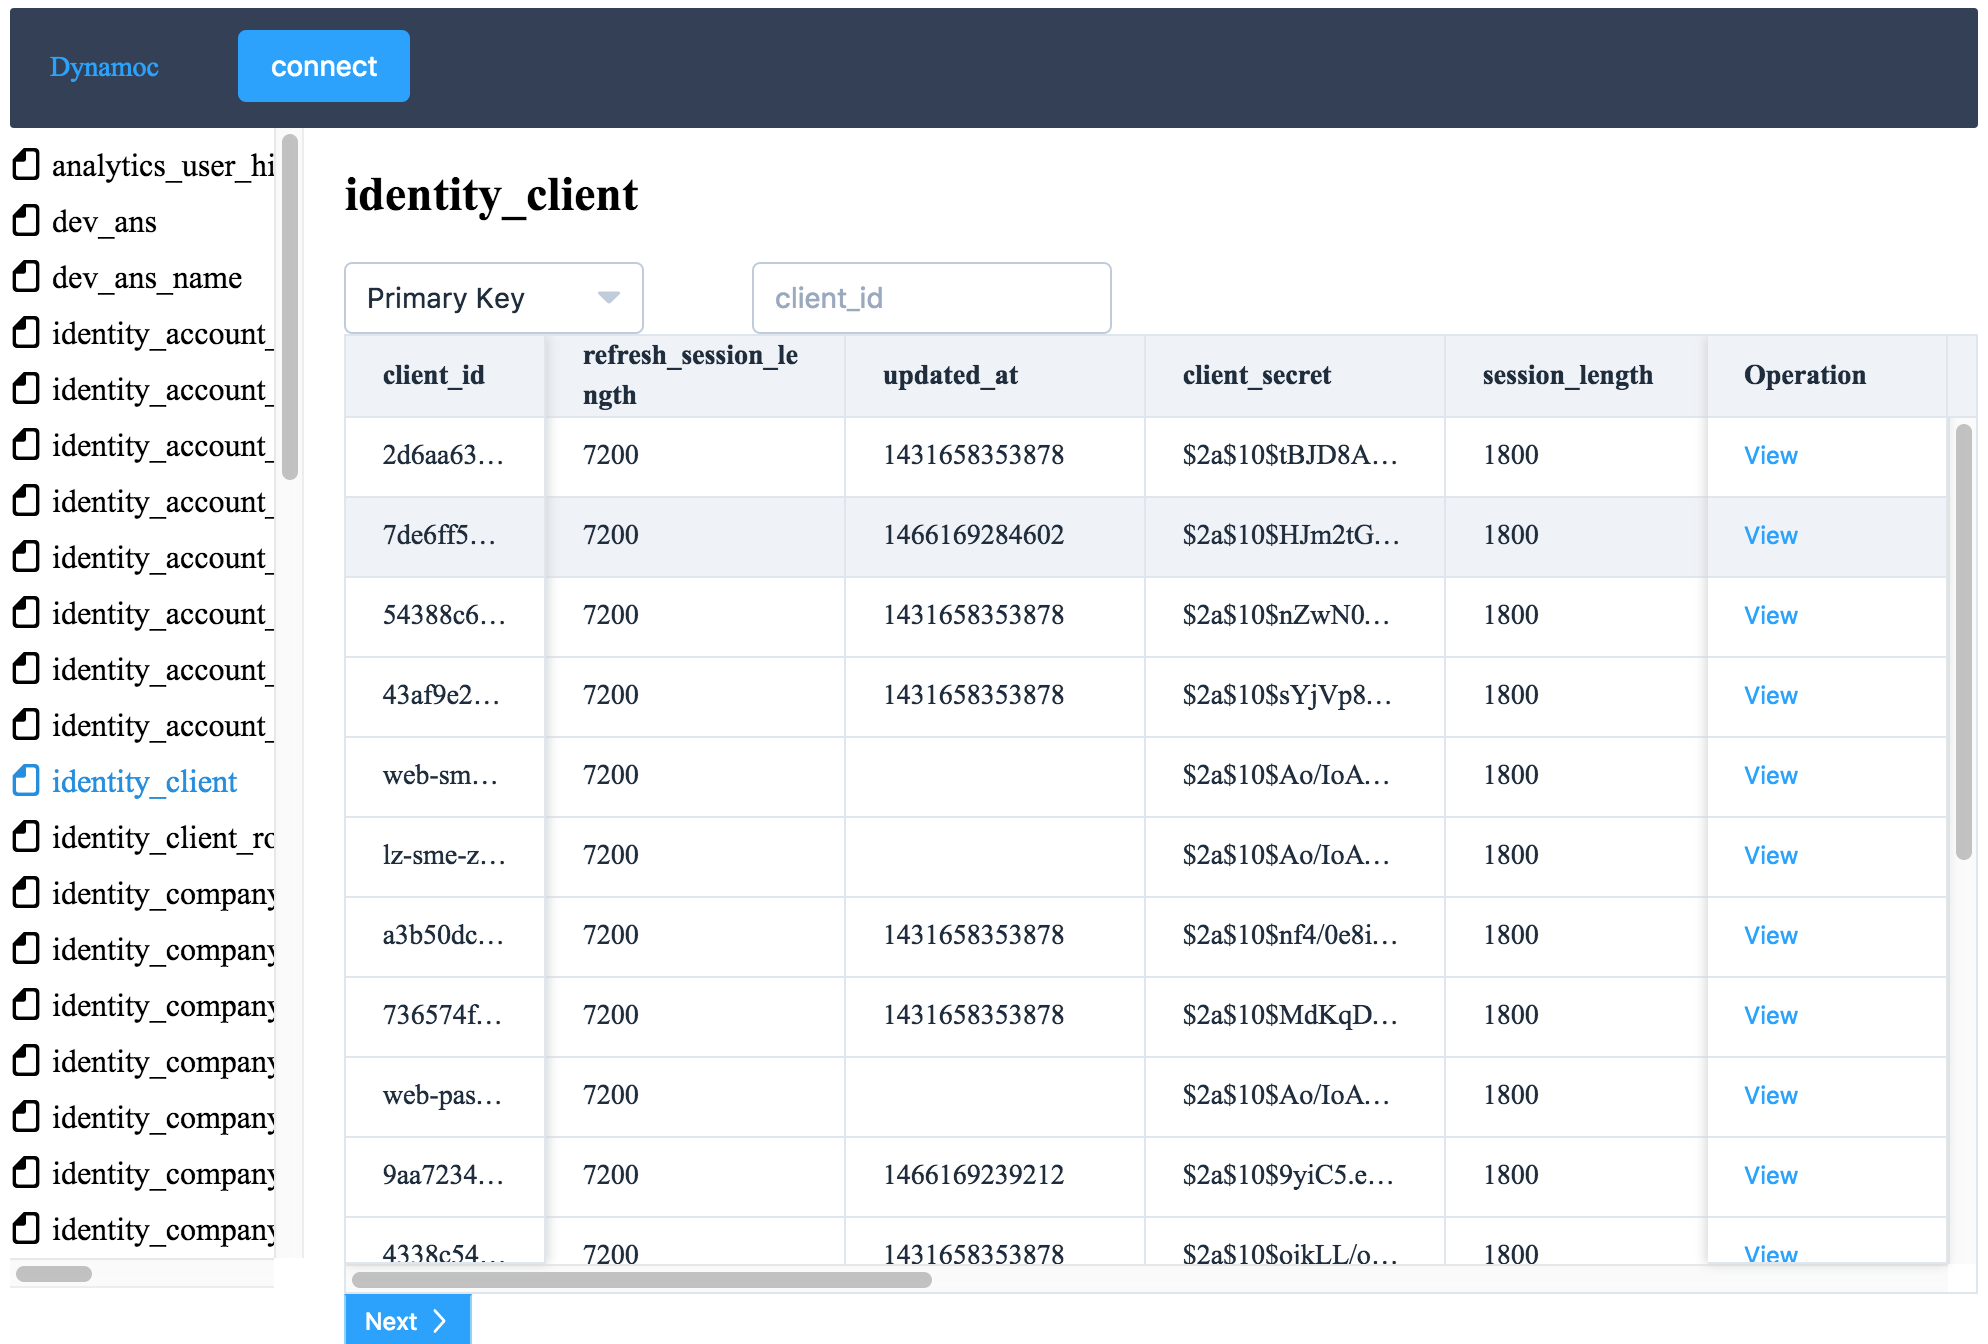 Dynamoc connect
analytics_user_hi
dev_ans
dev_ans_name
identity_account_
identity_account_
identity_account_
identity_account_
identity_account_
identity_account_
identity_account_
identity_account_
identity_client
identity_client_ro
identity_company
identity_company
identity_company
identity_company
identity_company
identity_company
identity_company
identity_client
Primary Key client_id
client_id refresh_session_le updated_at client_secret session_length Operation
ngth
2d6aa63... 7200 1431658353878 $2a$10$tBJD8A... 1800 View
7de6ff5... 7200 1466169284602 $2a$10$HJm2tG... 1800 View
54388c6... 7200 1431658353878 $2a$10$nZwN0... 1800 View
43af9e2... 7200 1431658353878 $2a$10$sYjVp8... 1800 View
web-sm... 7200 $2a$10$Ao/IoA... 1800 View
lz-sme-z... 7200 $2a$10$Ao/IoA... 1800 View
a3b50dc... 7200 1431658353878 $2a$10$nf4/0e8i... 1800 View
736574f... 7200 1431658353878 $2a$10$MdKqD... 1800 View
web-pas... 7200 $2a$10$Ao/IoA... 1800 View
9aa7234... 7200 1466169239212 $2a$10$9yiC5.e... 1800 View
4338c54... 7200 1431658353878 $2a$10$ojkLL/o... 1800 View
Next